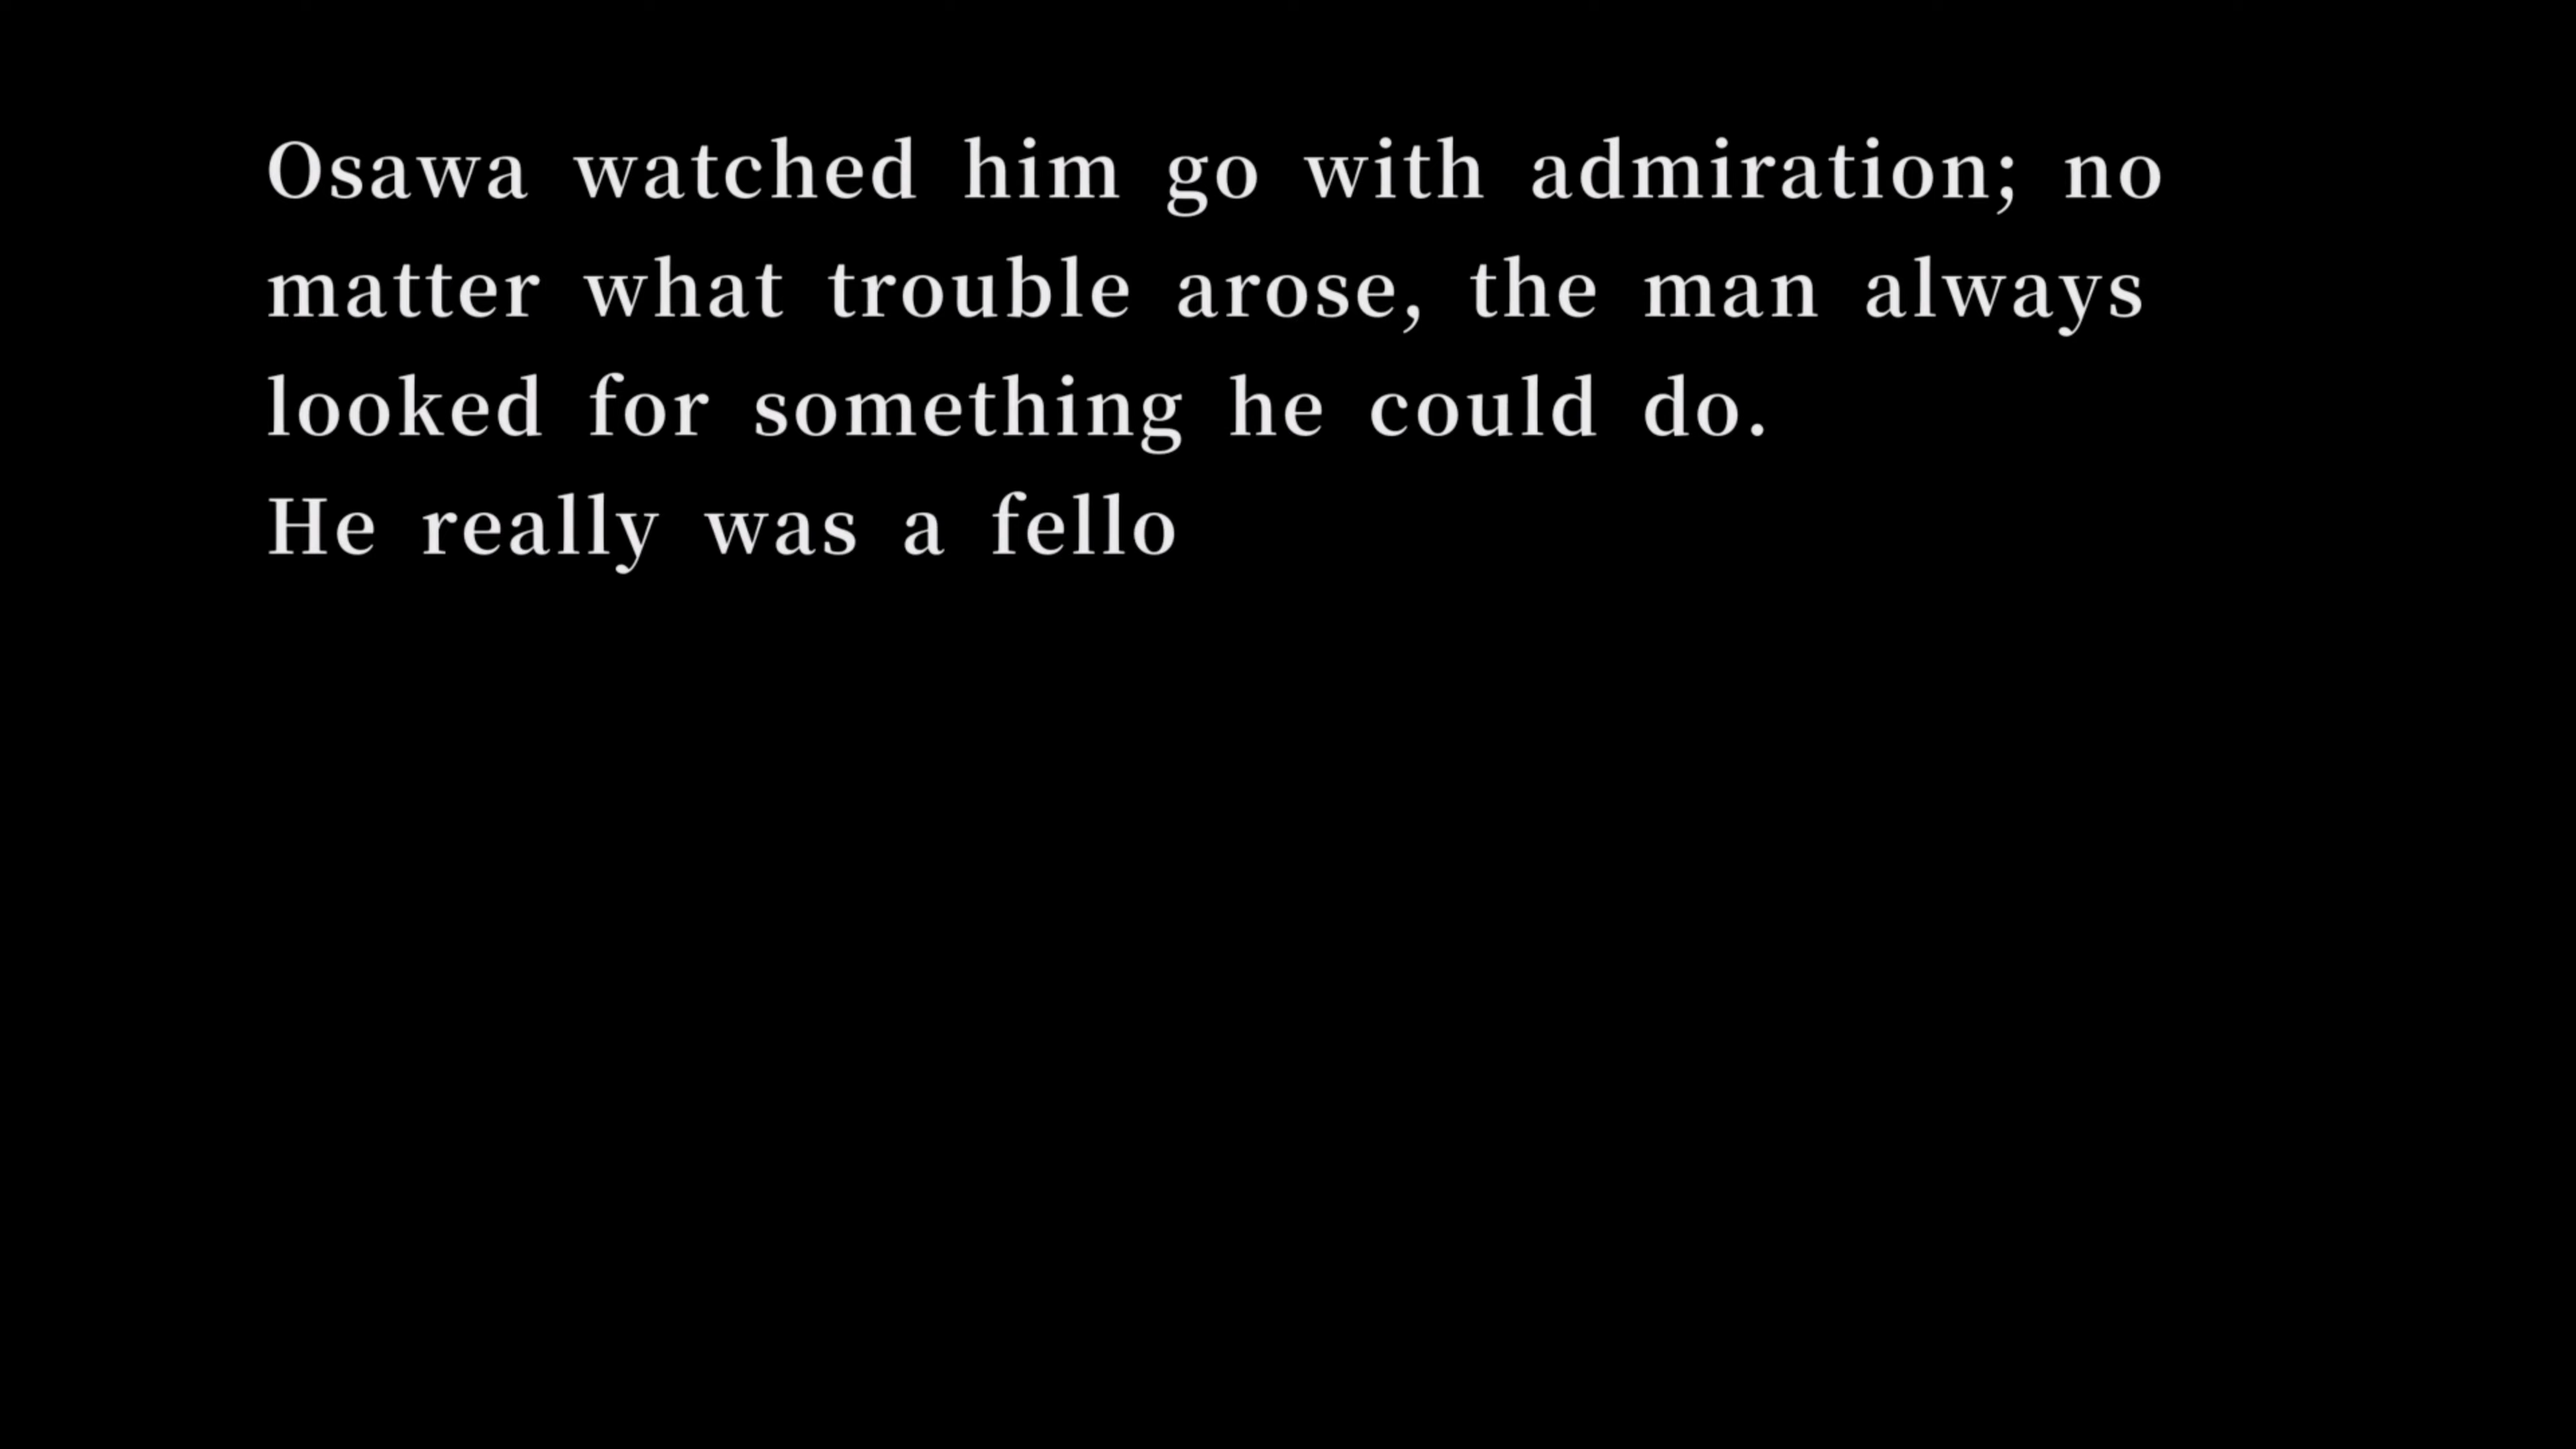 Osawa watched him go with admiration; no
matter what trouble arose, the man always
looked for something he could do.
He really was a fello